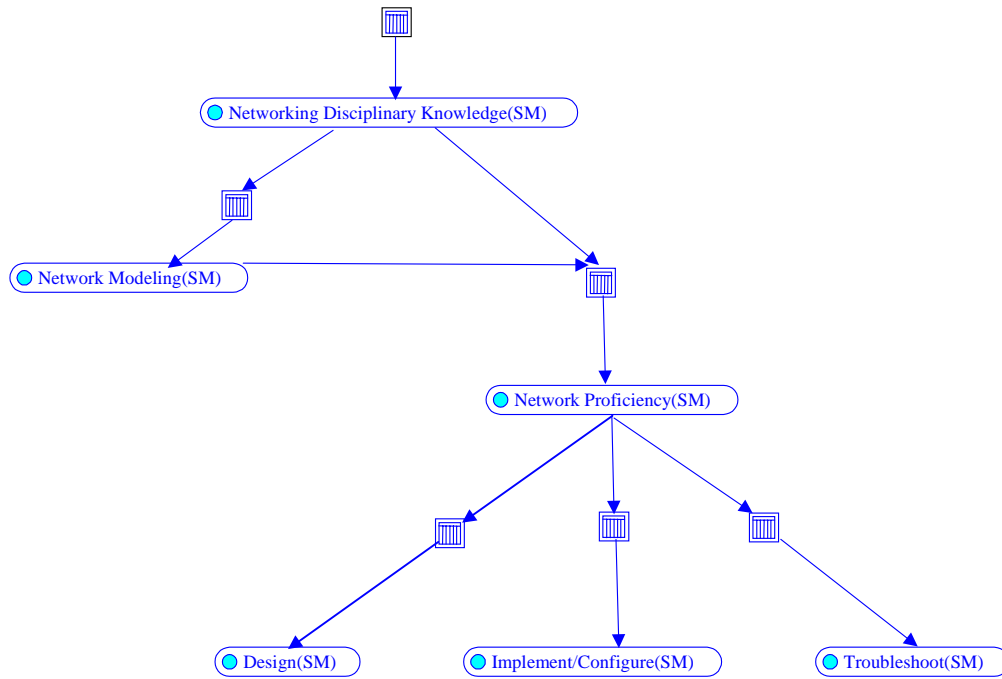 Networking Disciplinary Knowledge(SM)
Network Modeling(SM)
Network Proficiency(SM)
Design(SM)
Implement/Configure(SM)
Troubleshoot(SM)